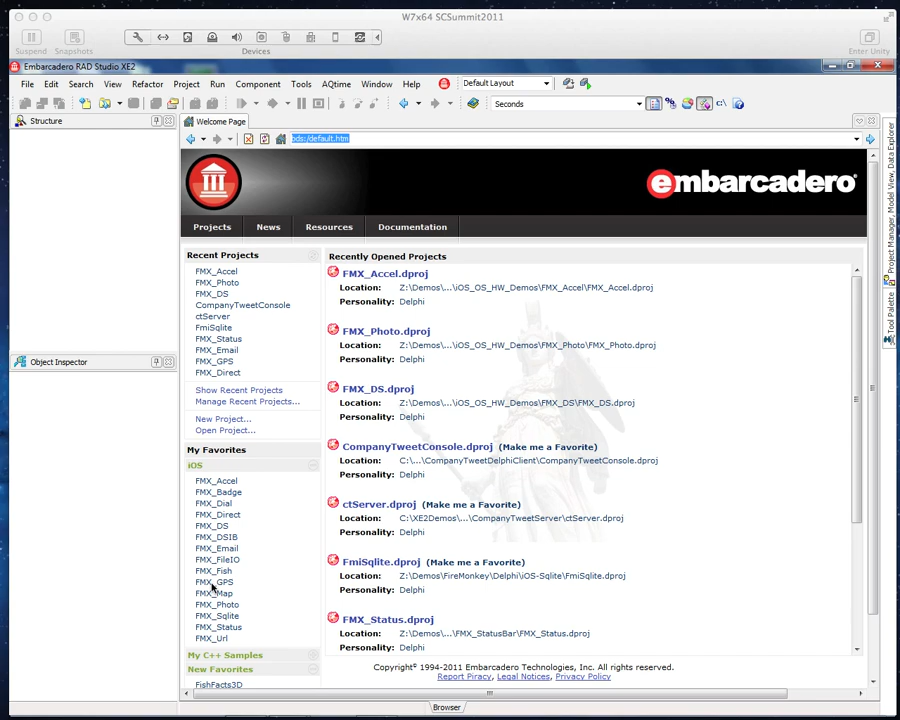 W7x64 SCSummit2011
Suspend Snapshots Devices Enter Unity
Embarcadero RAD Studio XE2
File Edit Search View Refactor Project Run Component Tools AQtime Window Help Default Layout
Seconds
Structure
Welcome Page
bds:/default.htm
embarcadero
Projects News Resources Documentation
Recent Projects
FMX_Accel
FMX_Photo
FMX_DS
CompanyTweetConsole
ctServer
FmiSqlite
FMX_Status
FMX_Email
FMX_GPS
FMX_Direct
Show Recent Projects
Manage Recent Projects...
New Project...
Open Project...
My Favorites
iOS
FMX_Accel
FMX_Badge
FMX_Dial
FMX_Direct
FMX_DS
FMX_DSIB
FMX_Email
FMX_FileIO
FMX_Fish
FMX_GPS
FMX_Map
FMX_Photo
FMX_Sqlite
FMX_Status
FMX_Url
My C++ Samples
New Favorites
FishFacts3D
Recently Opened Projects
FMX_Accel.dproj
Location: Z:\Demos\...\iOS_OS_HW_Demos\FMX_Accel\FMX_Accel.dproj
Personality: Delphi
FMX_Photo.dproj
Location: Z:\Demos\...\iOS_OS_HW_Demos\FMX_Photo\FMX_Photo.dproj
Personality: Delphi
FMX_DS.dproj
Location: Z:\Demos\...\iOS_OS_HW_Demos\FMX_DS\FMX_DS.dproj
Personality: Delphi
CompanyTweetConsole.dproj (Make me a Favorite)
Location: C:\...\CompanyTweetDelphiClient\CompanyTweetConsole.dproj
Personality: Delphi
ctServer.dproj (Make me a Favorite)
Location: C:\XE2Demos\...\CompanyTweetServer\ctServer.dproj
Personality: Delphi
FmiSqlite.dproj (Make me a Favorite)
Location: Z:\Demos\FireMonkey\Delphi\iOS-Sqlite\FmiSqlite.dproj
Personality: Delphi
FMX_Status.dproj
Location: Z:\Demos\...\FMX_StatusBar\FMX_Status.dproj
Personality: Delphi
Copyright© 1994-2011 Embarcadero Technologies, Inc. All rights reserved.
Report Piracy, Legal Notices, Privacy Policy
Object Inspector
Browser
Project Manager, Model View, Data Explorer
Tool Palette